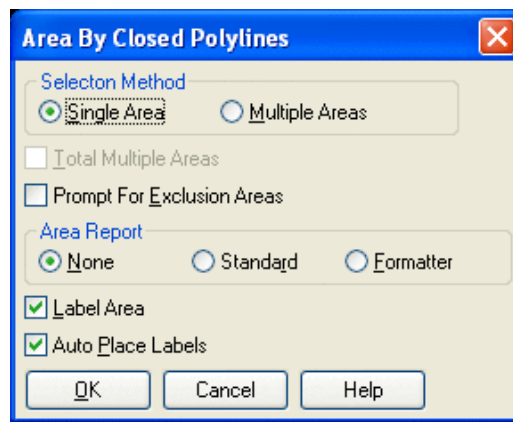 Area By Closed Polylines
Selecton Method
Single Area Multiple Areas
Total Multiple Areas
Prompt For Exclusion Areas
Area Report
None Standard Formatter
Label Area
Auto Place Labels
OK Cancel Help